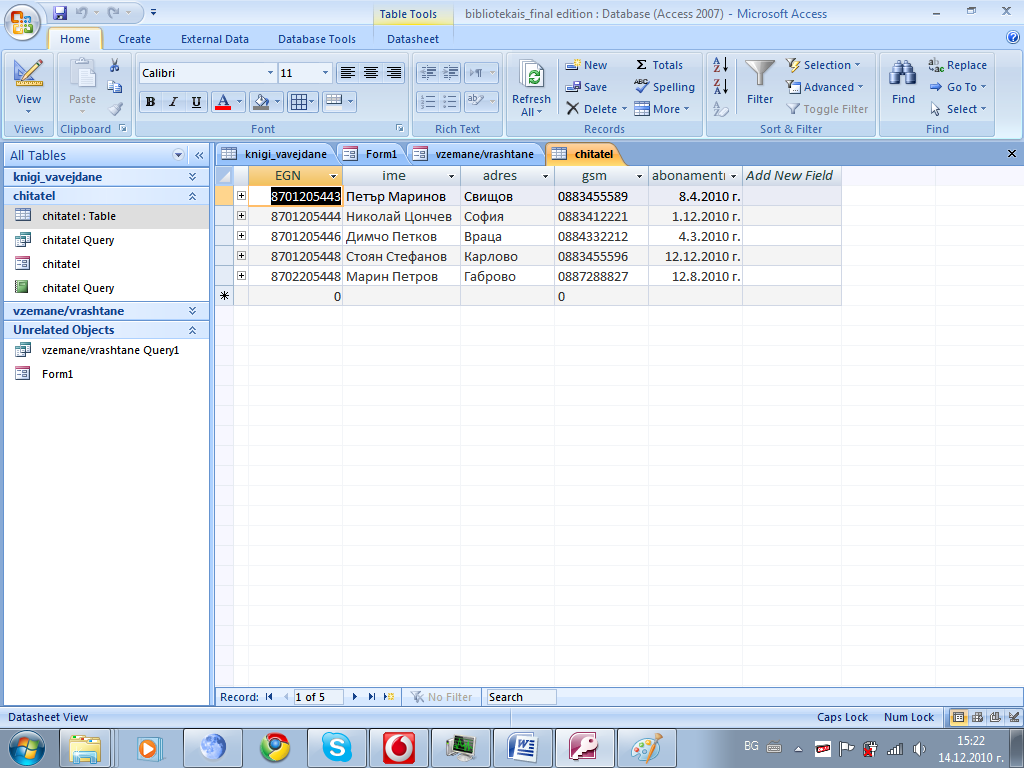 Table Tools bibliotekais_final edition : Database (Access 2007) - Microsoft Access
Home Create External Data Database Tools Datasheet
View Paste Calibri 11 Refresh All New Save Delete Totals Spelling More Filter Selection Advanced Toggle Filter Find Replace Go To Select
Views Clipboard Font Rich Text Records Sort & Filter Find
All Tables
knigi_vavejdane
chitatel
chitatel : Table
chitatel Query
chitatel
chitatel Query
vzemane/vrashtane
Unrelated Objects
vzemane/vrashtane Query1
Form1
knigi_vavejdane Form1 vzemane/vrashtane chitatel
EGN ime adres gsm abonament Add New Field
8701205443 Петър Маринов Свищов 0883455589 8.4.2010 г.
8701205444 Николай Цончев София 0883412221 1.12.2010 г.
8701205446 Димчо Петков Враца 0884332212 4.3.2010 г.
8701205448 Стоян Стефанов Карлово 0883455596 12.12.2010 г.
8702205448 Марин Петров Габрово 0887288827 12.8.2010 г.
0 0
Record: 1 of 5 No Filter Search
Datasheet View Caps Lock Num Lock
BG 15:22
14.12.2010 г.